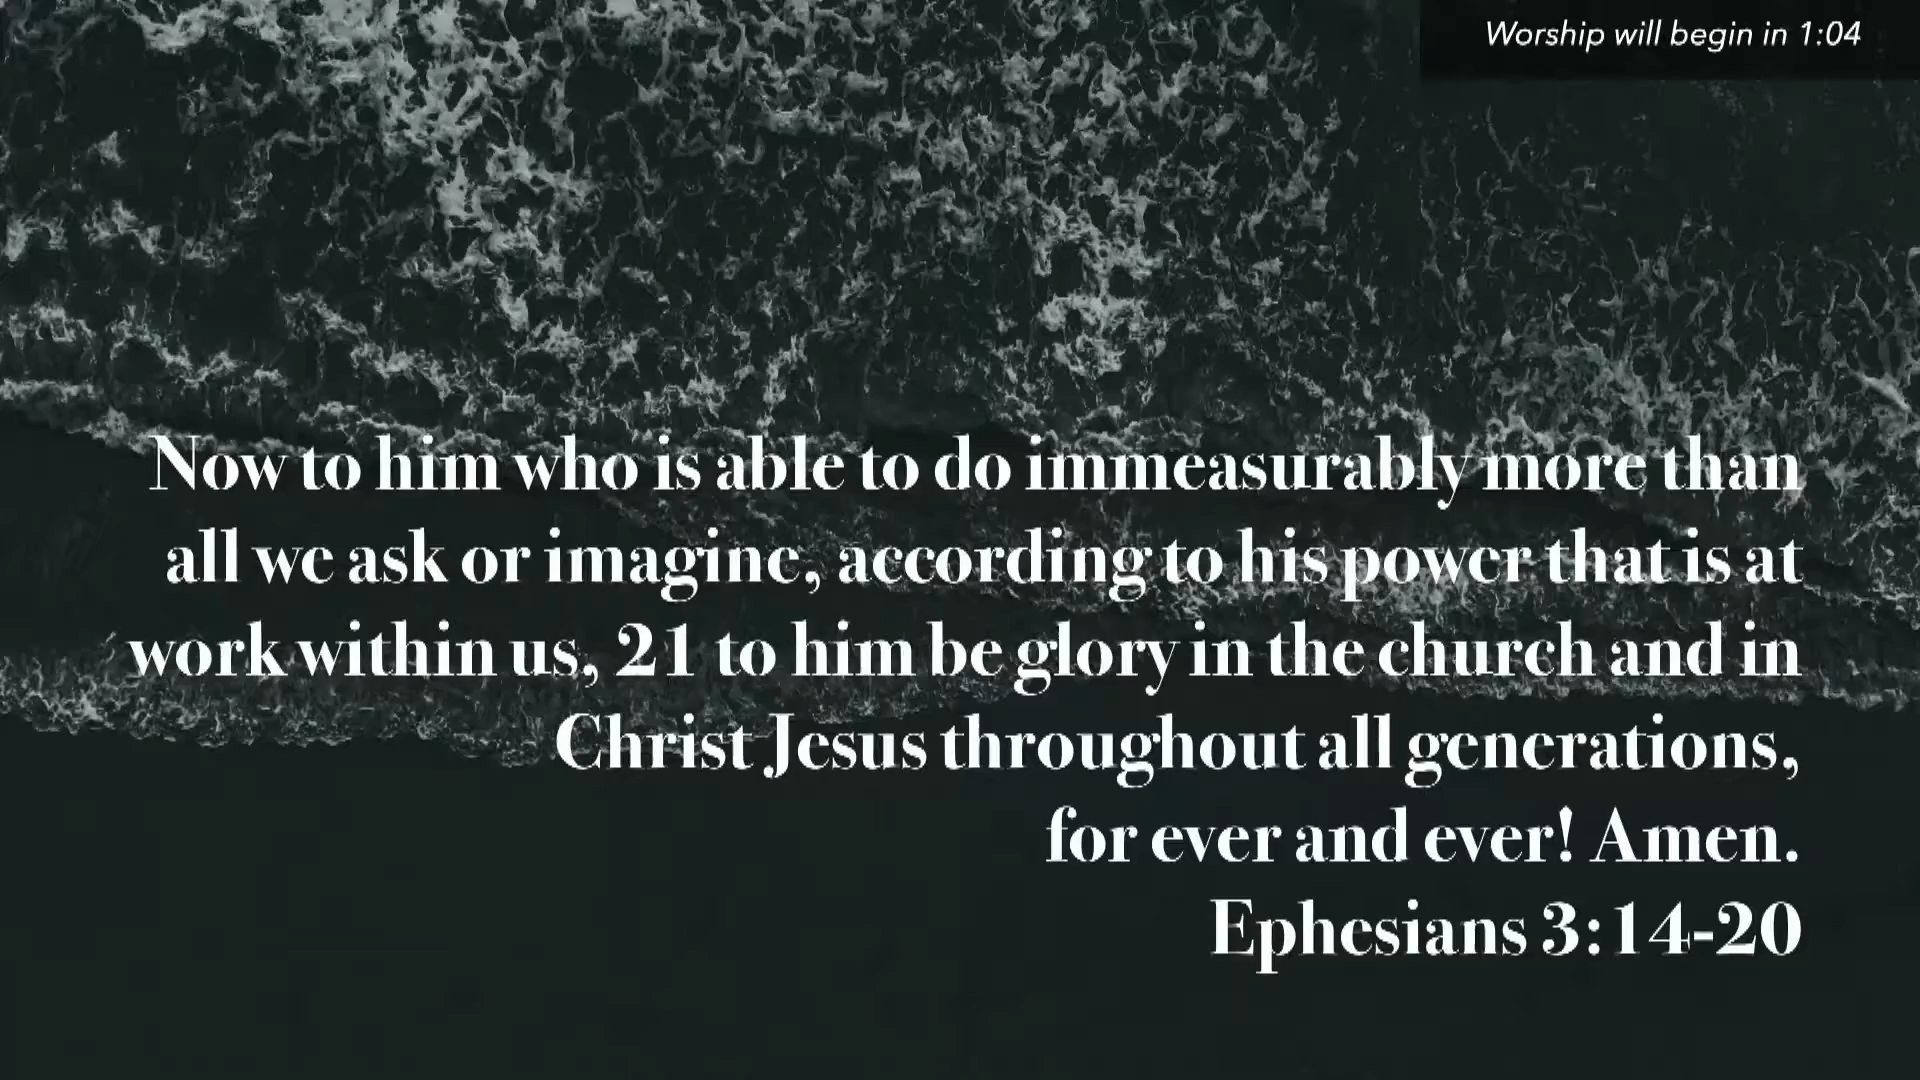 Worship will begin in 1:04
Now to him who is able to do immeasurably more than
all we ask or imagine, according to his power that is at
work within us, 21 to him be glory in the church and in
Christ Jesus throughout all generations,
for ever and ever! Amen.
Ephesians 3:14-20